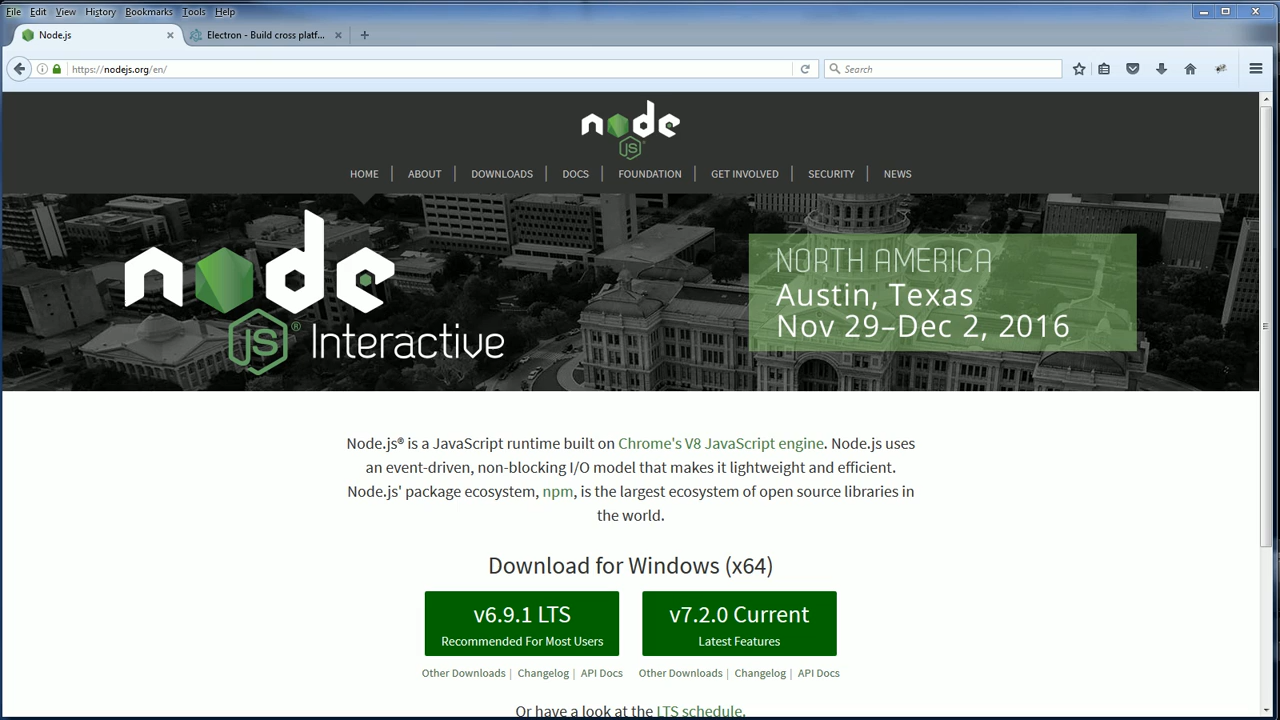 File Edit View History Bookmarks Tools Help
Node.js
Electron - Build cross platf...
https://nodejs.org/en/
Search
node
JS
HOME ABOUT DOWNLOADS DOCS FOUNDATION GET INVOLVED SECURITY NEWS
node
JS® Interactive
NORTH AMERICA
Austin, Texas
Nov 29–Dec 2, 2016
Node.js® is a JavaScript runtime built on Chrome's V8 JavaScript engine. Node.js uses
an event-driven, non-blocking I/O model that makes it lightweight and efficient.
Node.js' package ecosystem, npm, is the largest ecosystem of open source libraries in
the world.
Download for Windows (x64)
v6.9.1 LTS
Recommended For Most Users
v7.2.0 Current
Latest Features
Other Downloads | Changelog | API Docs
Other Downloads | Changelog | API Docs
Or have a look at the LTS schedule.